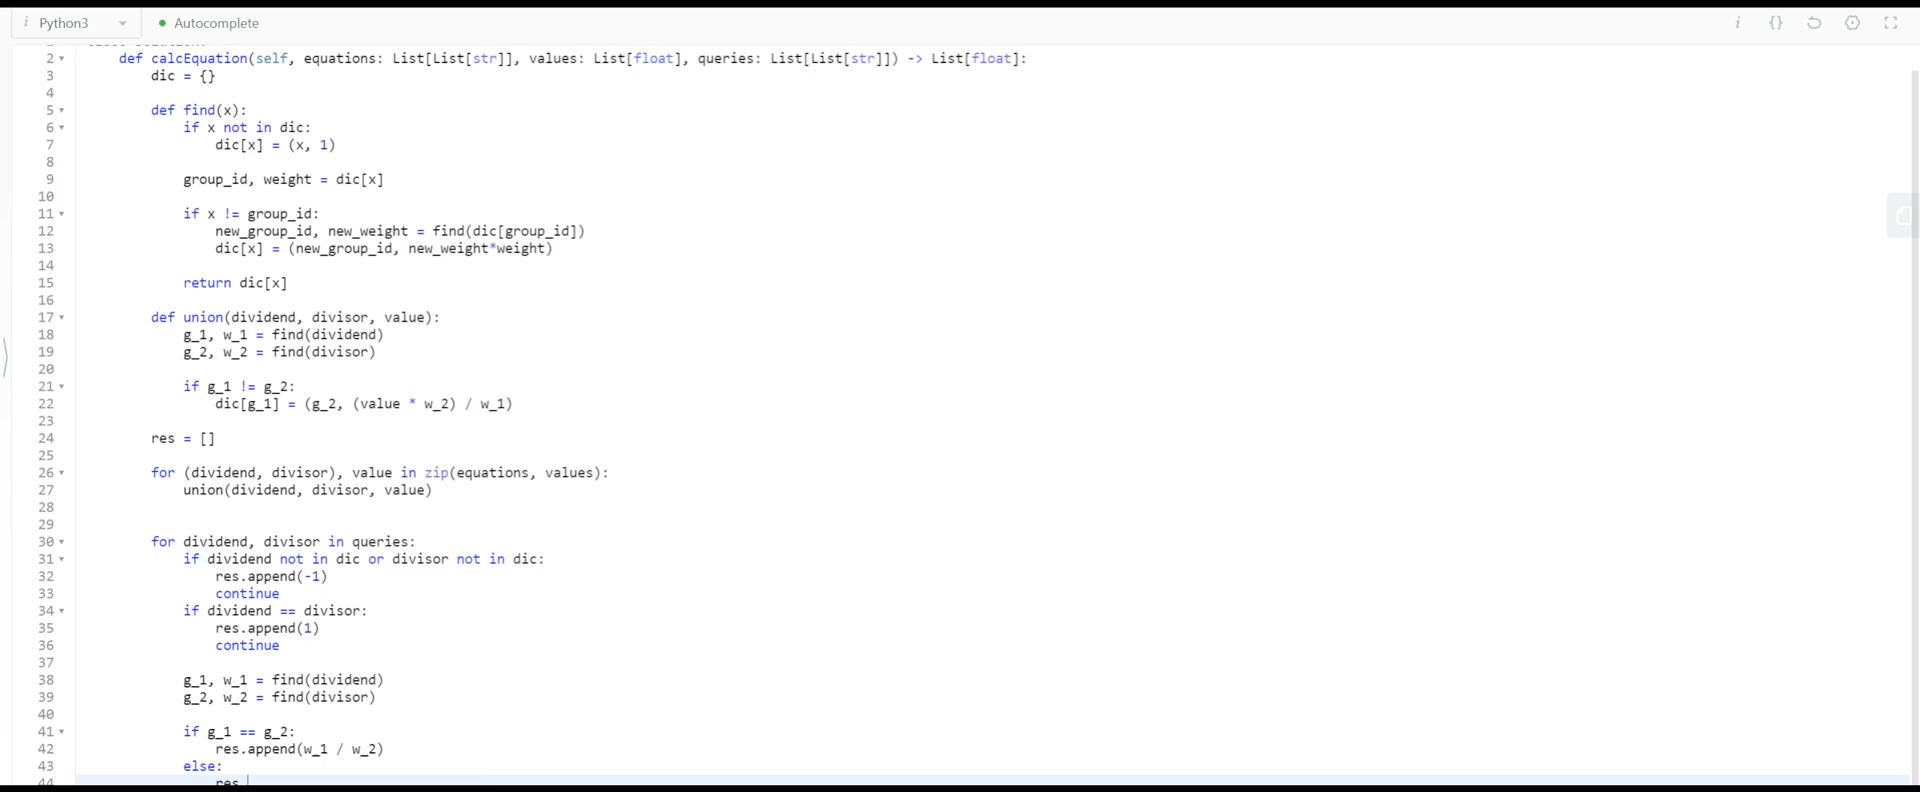 i Python3 Autocomplete i {}
2 def calcEquation(self, equations: List[List[str]], values: List[float], queries: List[List[str]]) -> List[float]:
3 dic = {}
4
5 def find(x):
6 if x not in dic:
7 dic[x] = (x, 1)
8
9 group_id, weight = dic[x]
10
11 if x != group_id:
12 new_group_id, new_weight = find(dic[group_id])
13 dic[x] = (new_group_id, new_weight*weight)
14
15 return dic[x]
16
17 def union(dividend, divisor, value):
18 g_1, w_1 = find(dividend)
19 g_2, w_2 = find(divisor)
20
21 if g_1 != g_2:
22 dic[g_1] = (g_2, (value * w_2) / w_1)
23
24 res = []
25
26 for (dividend, divisor), value in zip(equations, values):
27 union(dividend, divisor, value)
28
29
30 for dividend, divisor in queries:
31 if dividend not in dic or divisor not in dic:
32 res.append(-1)
33 continue
34 if dividend == divisor:
35 res.append(1)
36 continue
37
38 g_1, w_1 = find(dividend)
39 g_2, w_2 = find(divisor)
40
41 if g_1 == g_2:
42 res.append(w_1 / w_2)
43 else:
44 res